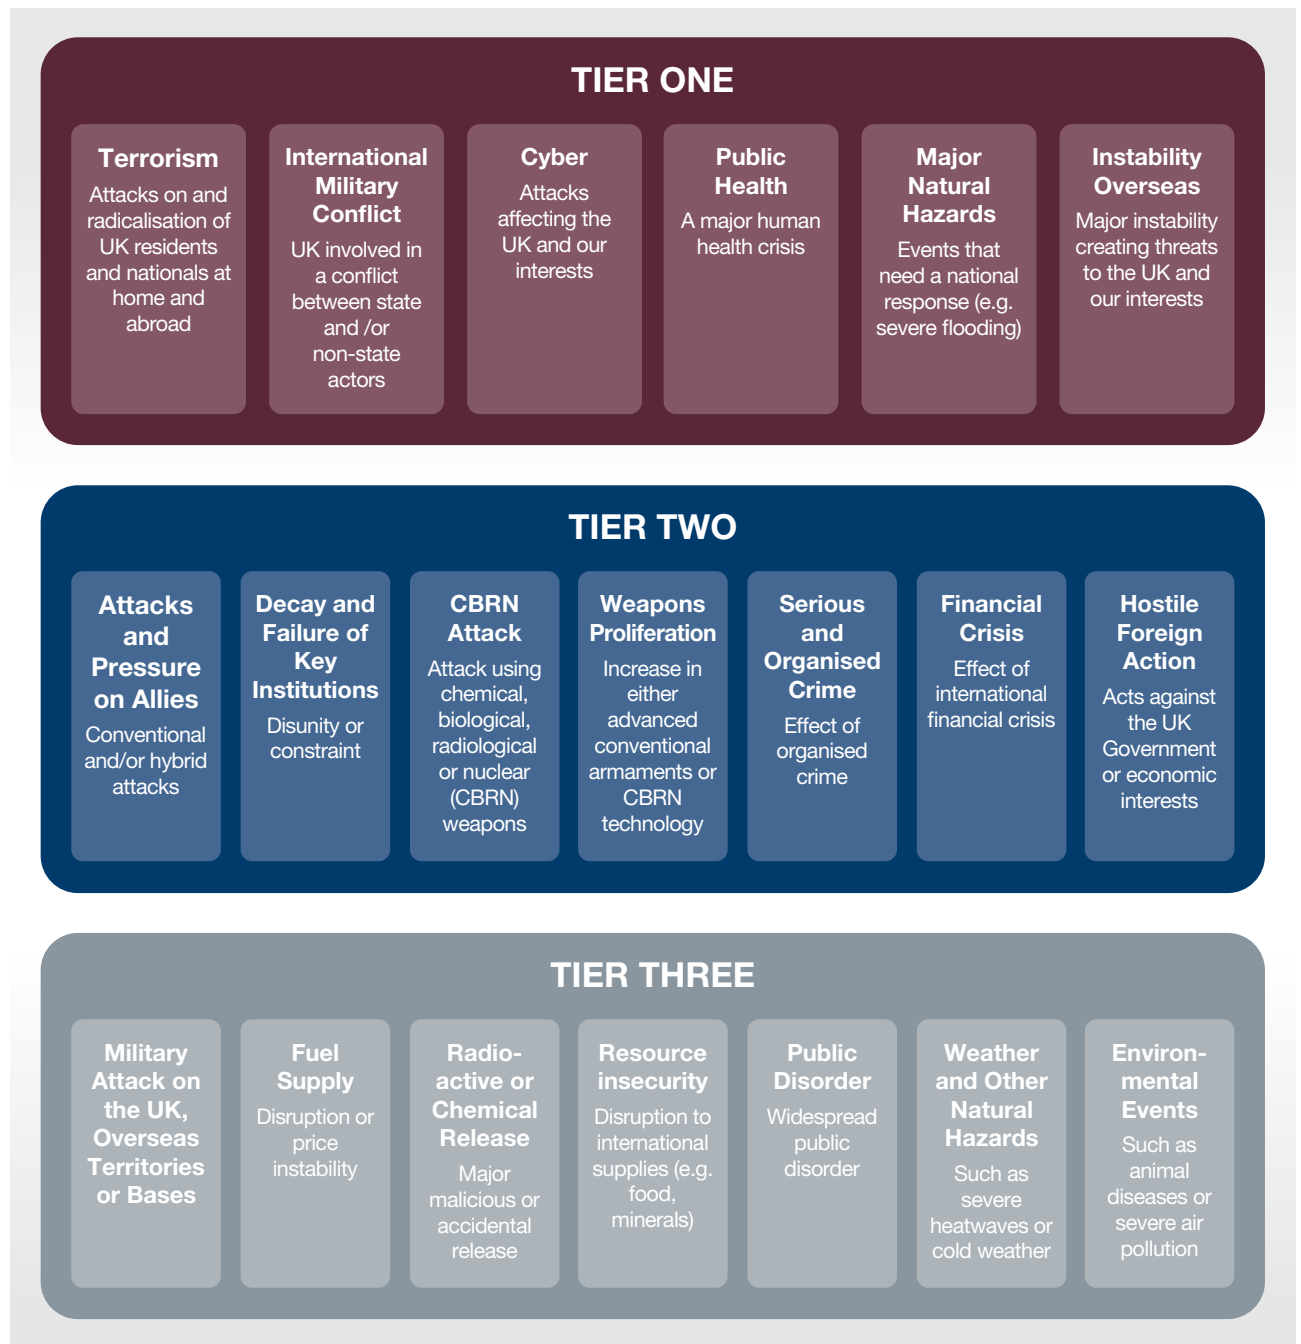 TIER ONE
Terrorism
Attacks on and
radicalisation of
UK residents
and nationals at
home and
abroad
International
Military
Conflict
UK involved in
a conflict
between state
and /or
non-state
actors
Cyber
Attacks
affecting the
UK and our
interests
Public
Health
A major human
health crisis
Major
Natural
Hazards
Events that
need a national
response (e.g.
severe flooding)
Instability
Overseas
Major instability
creating threats
to the UK and
our interests
TIER TWO
Attacks
and
Pressure
on Allies
Conventional
and/or hybrid
attacks
Decay and
Failure of
Key
Institutions
Disunity or
constraint
CBRN
Attack
Attack using
chemical,
biological,
radiological
or nuclear
(CBRN)
weapons
Weapons
Proliferation
Increase in
either
advanced
conventional
armaments or
CBRN
technology
Serious
and
Organised
Crime
Effect of
organised
crime
Financial
Crisis
Effect of
international
financial crisis
Hostile
Foreign
Action
Acts against
the UK
Government
or economic
interests
TIER THREE
Military
Attack on
the UK,
Overseas
Territories
or Bases
Fuel
Supply
Disruption or
price
instability
Radio-
active or
Chemical
Release
Major
malicious or
accidental
release
Resource
insecurity
Disruption to
international
supplies (e.g.
food,
minerals)
Public
Disorder
Widespread
public
disorder
Weather
and Other
Natural
Hazards
Such as
severe
heatwaves or
cold weather
Environ-
mental
Events
Such as
animal
diseases or
severe air
pollution